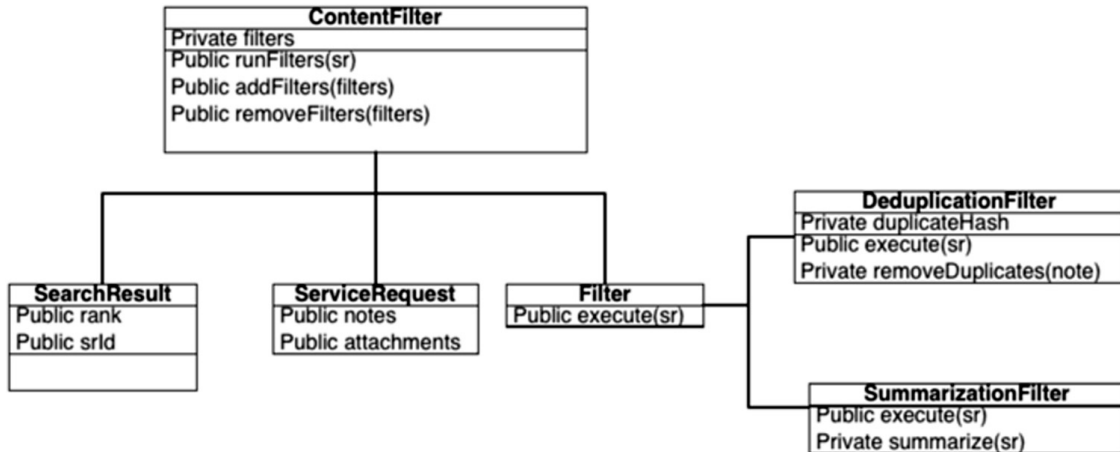 ContentFilter
Private filters
Public runFilters(sr)
Public addFilters(filters)
Public removeFilters(filters)
SearchResult
Public rank
Public srId
ServiceRequest
Public notes
Public attachments
Filter
Public execute(sr)
DeduplicationFilter
Private duplicateHash
Public execute(sr)
Private removeDuplicates(note)
SummarizationFilter
Public execute(sr)
Private summarize(sr)